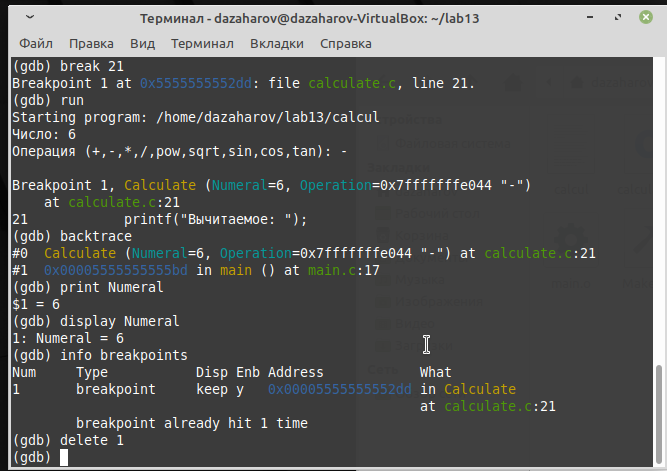 Терминал - dazaharov@dazaharov-VirtualBox: ~/lab13
Файл Правка Вид Терминал Вкладки Справка
(gdb) break 21
Breakpoint 1 at 0x5555555552dd: file calculate.c, line 21.
(gdb) run
Starting program: /home/dazaharov/lab13/calcul
Число: 6
Операция (+,-,*,/,pow,sqrt,sin,cos,tan): -
Breakpoint 1, Calculate (Numeral=6, Operation=0x7fffffffe044 "-")
at calculate.c:21
21 printf("Вычитаемое: ");
(gdb) backtrace
#0 Calculate (Numeral=6, Operation=0x7fffffffe044 "-") at calculate.c:21
#1 0x00005555555555bd in main () at main.c:17
(gdb) print Numeral
$1 = 6
(gdb) display Numeral
1: Numeral = 6
(gdb) info breakpoints
Num Type Disp Enb Address What
1 breakpoint keep y 0x00005555555552dd in Calculate
at calculate.c:21
breakpoint already hit 1 time
(gdb) delete 1
(gdb)